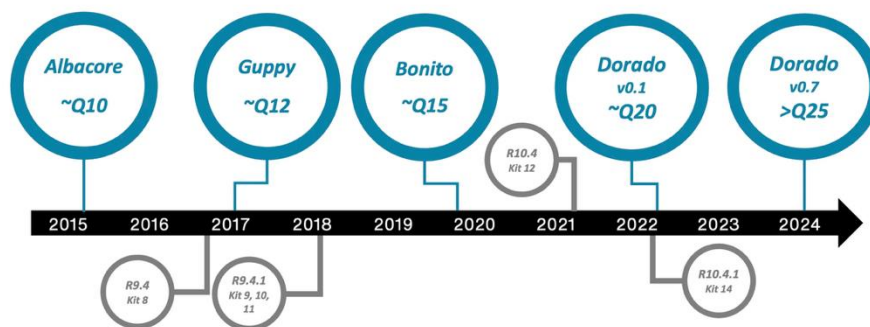 Albacore
~Q10
Guppy
~Q12
Bonito
~Q15
Dorado
v0.1
~Q20
Dorado
v0.7
>Q25
R10.4
Kit 12
2015 2016 2017 2018 2019 2020 2021 2022 2023 2024
R9.4
Kit 8
R9.4.1
Kit 9, 10,
11
R10.4.1
Kit 14